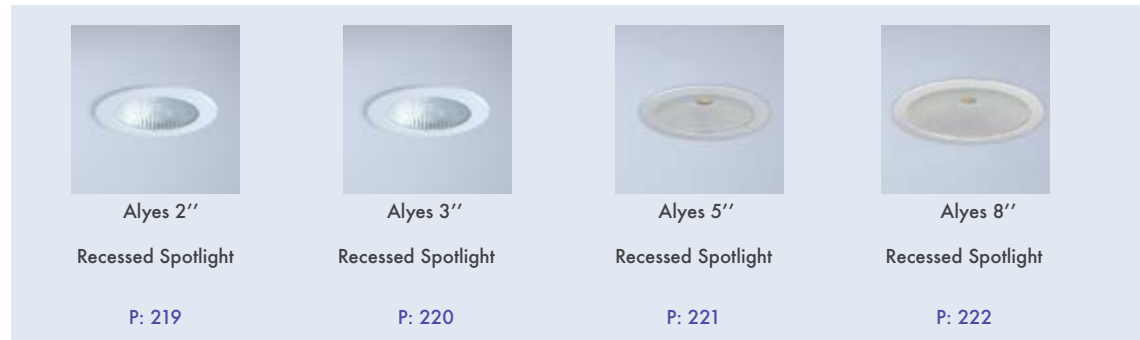 Alyes 2’’
Recessed Spotlight
P: 219
Alyes 3’’
Recessed Spotlight
P: 220
Alyes 5’’
Recessed Spotlight
P: 221
Alyes 8’’
Recessed Spotlight
P: 222